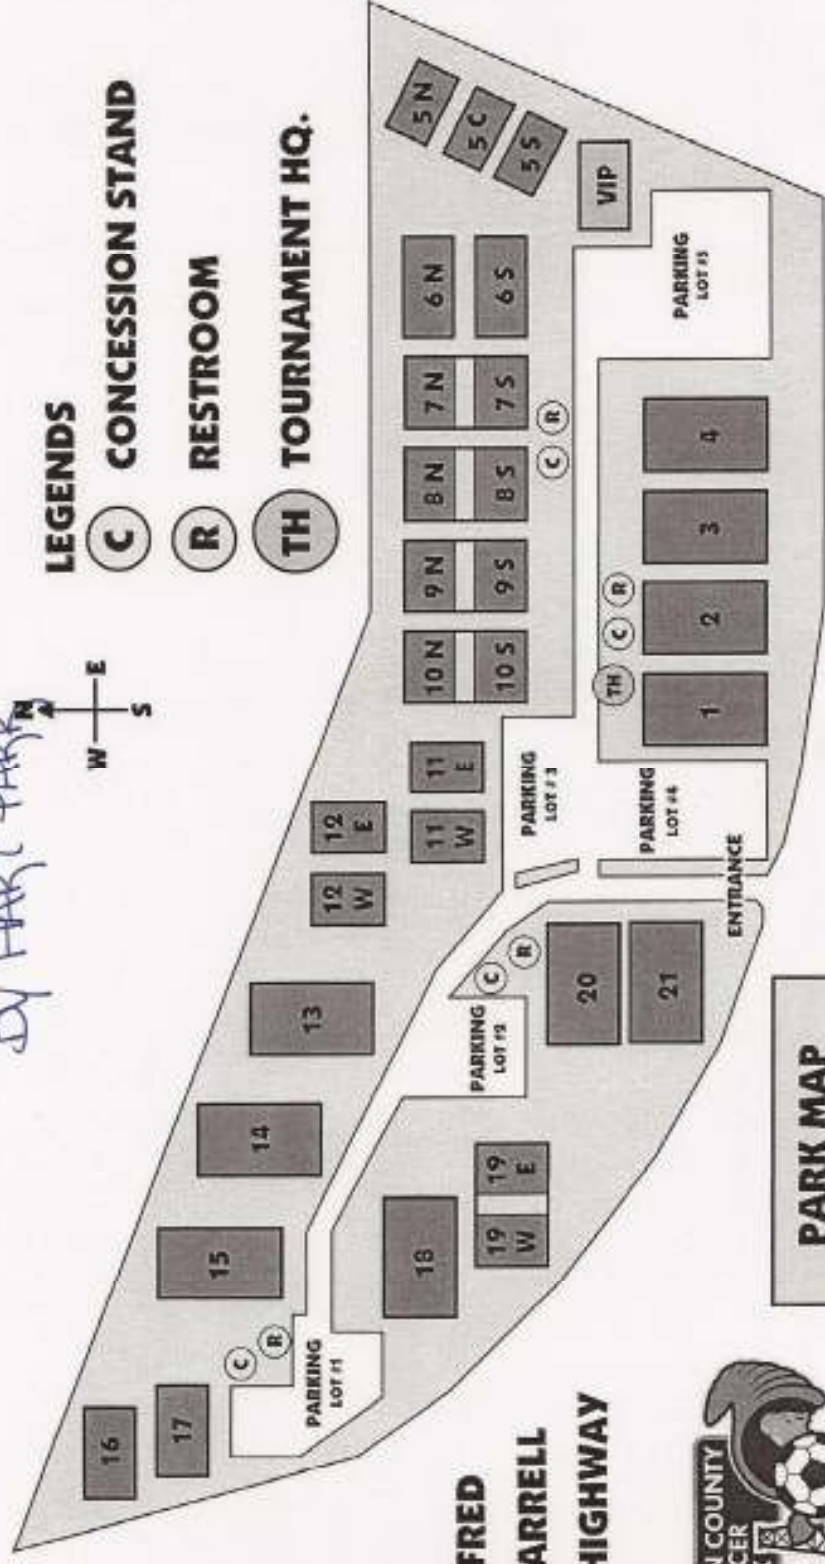 PARK
N
W E
S
LEGENDS
C CONCESSION STAND
R RESTROOM
TH TOURNAMENT HQ.
16
17
C
R
PARKING
LOT #1
15
14
13
12
W
12
E
11
W
11
E
10 N
9 N
8 N
7 N
6 N
10 S
9 S
8 S
7 S
6 S
5 N
5 C
5 S
C
R
VIP
18
19
W
19
E
PARKING
LOT #2
C
R
20
21
PARKING
LOT # 3
PARKING
LOT #4
ENTRANCE
TH
C
R
1
2
3
4
PARKING
LOT #5
FRED
ARRELL
HIGHWAY
COUNTY
CER
PARK MAP